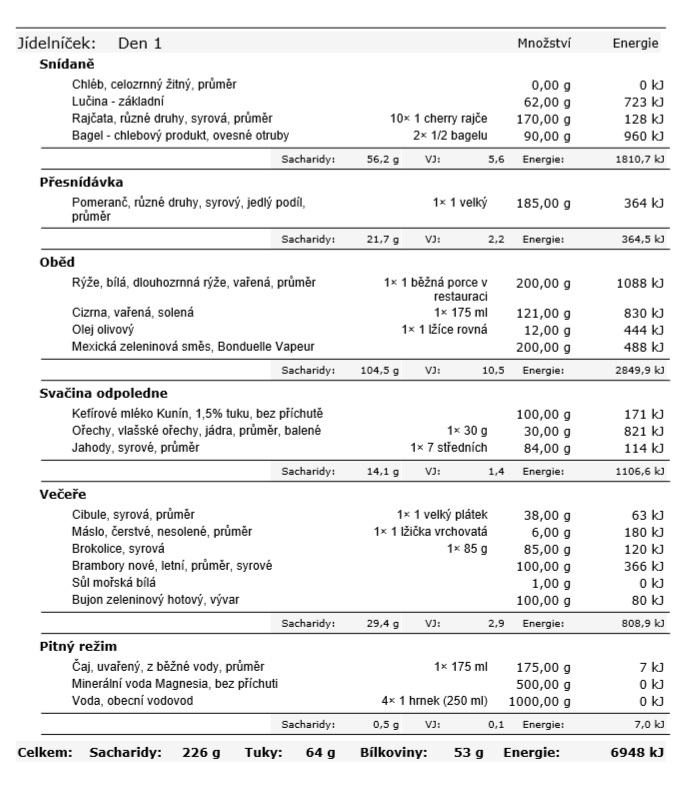 Jídelníček: Den 1 Množství Energie
Snídaně
Chléb, celozrnný žitný, průměr 0,00 g 0 kJ
Lučina - základní 62,00 g 723 kJ
Rajčata, různé druhy, syrová, průměr 10× 1 cherry rajče 170,00 g 128 kJ
Bagel - chlebový produkt, ovesné otruby 2× 1/2 bagelu 90,00 g 960 kJ
Sacharidy: 56,2 g VJ: 5,6 Energie: 1810,7 kJ
Přesnídávka
Pomeranč, různé druhy, syrový, jedlý podíl, 1× 1 velký 185,00 g 364 kJ
průměr
Sacharidy: 21,7 g VJ: 2,2 Energie: 364,5 kJ
Oběd
Rýže, bílá, dlouhozrnná rýže, vařená, průměr 1× 1 běžná porce v 200,00 g 1088 kJ
restauraci
Cizrna, vařená, solená 1× 175 ml 121,00 g 830 kJ
Olej olivový 1× 1 lžíce rovná 12,00 g 444 kJ
Mexická zeleninová směs, Bonduelle Vapeur 200,00 g 488 kJ
Sacharidy: 104,5 g VJ: 10,5 Energie: 2849,9 kJ
Svačina odpoledne
Kefírové mléko Kunín, 1,5% tuku, bez příchutě 100,00 g 171 kJ
Ořechy, vlašské ořechy, jádra, průměr, balené 1× 30 g 30,00 g 821 kJ
Jahody, syrové, průměr 1× 7 středních 84,00 g 114 kJ
Sacharidy: 14,1 g VJ: 1,4 Energie: 1106,6 kJ
Večeře
Cibule, syrová, průměr 1× 1 velký plátek 38,00 g 63 kJ
Máslo, čerstvé, nesolené, průměr 1× 1 lžička vrchovatá 6,00 g 180 kJ
Brokolice, syrová 1× 85 g 85,00 g 120 kJ
Brambory nové, letní, průměr, syrové 100,00 g 366 kJ
Sůl mořská bílá 1,00 g 0 kJ
Bujon zeleninový hotový, vývar 100,00 g 80 kJ
Sacharidy: 29,4 g VJ: 2,9 Energie: 808,9 kJ
Pitný režim
Čaj, uvařený, z běžné vody, průměr 1× 175 ml 175,00 g 7 kJ
Minerální voda Magnesia, bez příchuti 500,00 g 0 kJ
Voda, obecní vodovod 4× 1 hrnek (250 ml) 1000,00 g 0 kJ
Sacharidy: 0,5 g VJ: 0,1 Energie: 7,0 kJ
Celkem: Sacharidy: 226 g Tuky: 64 g Bílkoviny: 53 g Energie: 6948 kJ